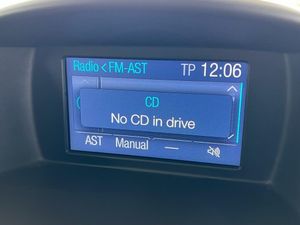 Radio < FM-AST TP 12:06
CD
No CD in drive
AST Manual —